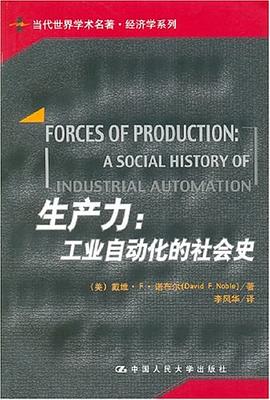 当代世界学术名著·经济学系列
FORCES OF PRODUCTION:
A SOCIAL HISTORY OF
INDUSTRIAL AUTOMATION
生产力:
工业自动化的社会史
(美) 戴维·F·诺布尔(David F. Noble) 著
李风华 译
中国人民大学出版社